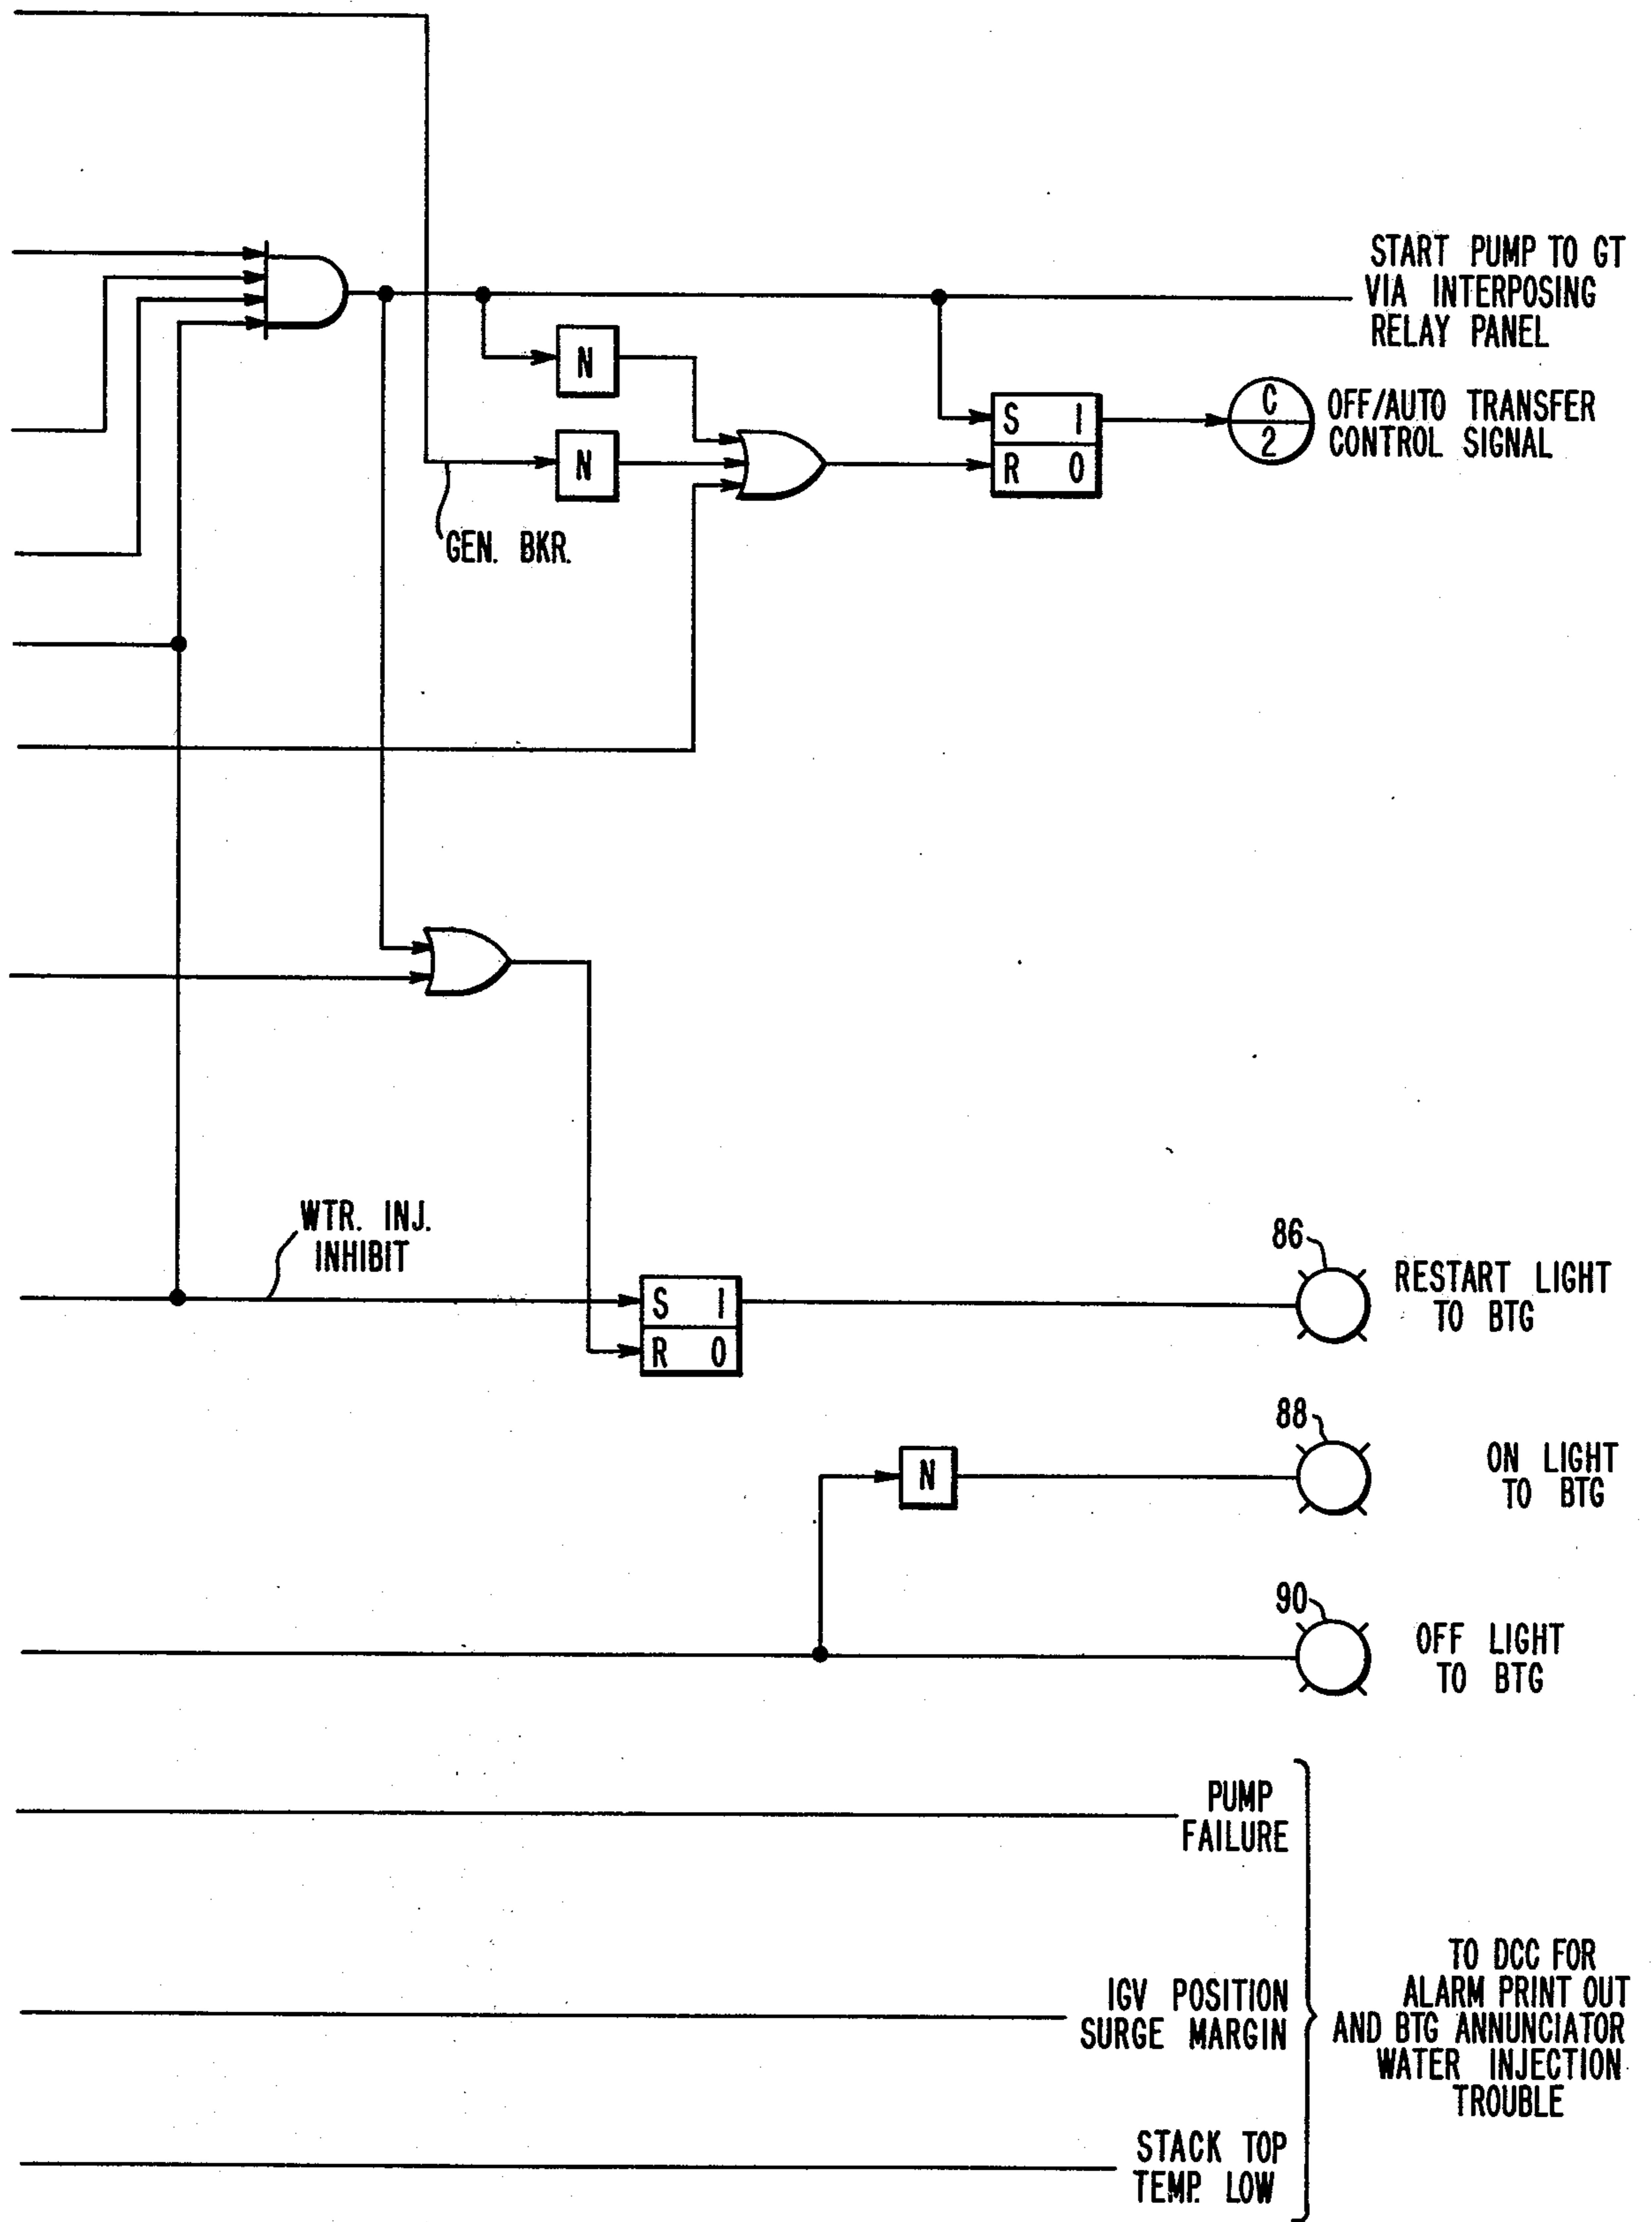 START PUMP TO GT
VIA INTERPOSING
RELAY PANEL
N
S 1
R 0
C
2
OFF/AUTO TRANSFER
CONTROL SIGNAL
N
GEN. BKR.
WTR. INJ.
INHIBIT
S 1
R 0
86
RESTART LIGHT
TO BTG
88
N
ON LIGHT
TO BTG
90
OFF LIGHT
TO BTG
PUMP
FAILURE
IGV POSITION
SURGE MARGIN
TO DCC FOR
ALARM PRINT OUT
AND BTG ANNUNCIATOR
WATER INJECTION
TROUBLE
STACK TOP
TEMP. LOW